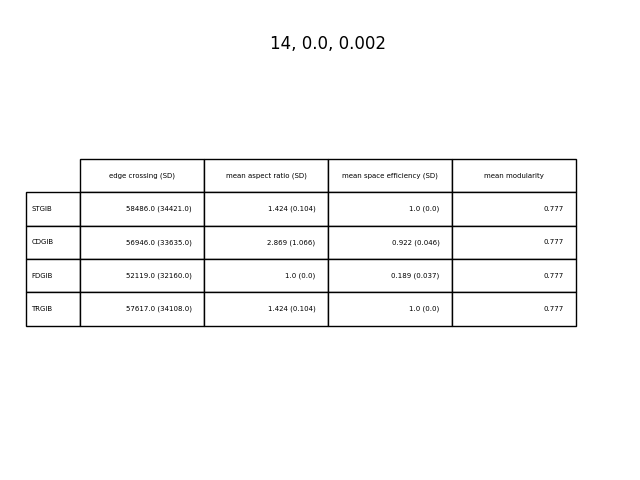 14, 0.0, 0.002
edge crossing (SD) mean aspect ratio (SD) mean space efficiency (SD) mean modularity
STGIB 58486.0 (34421.0) 1.424 (0.104) 1.0 (0.0) 0.777
CDGIB 56946.0 (33635.0) 2.869 (1.066) 0.922 (0.046) 0.777
FDGIB 52119.0 (32160.0) 1.0 (0.0) 0.189 (0.037) 0.777
TRGIB 57617.0 (34108.0) 1.424 (0.104) 1.0 (0.0) 0.777